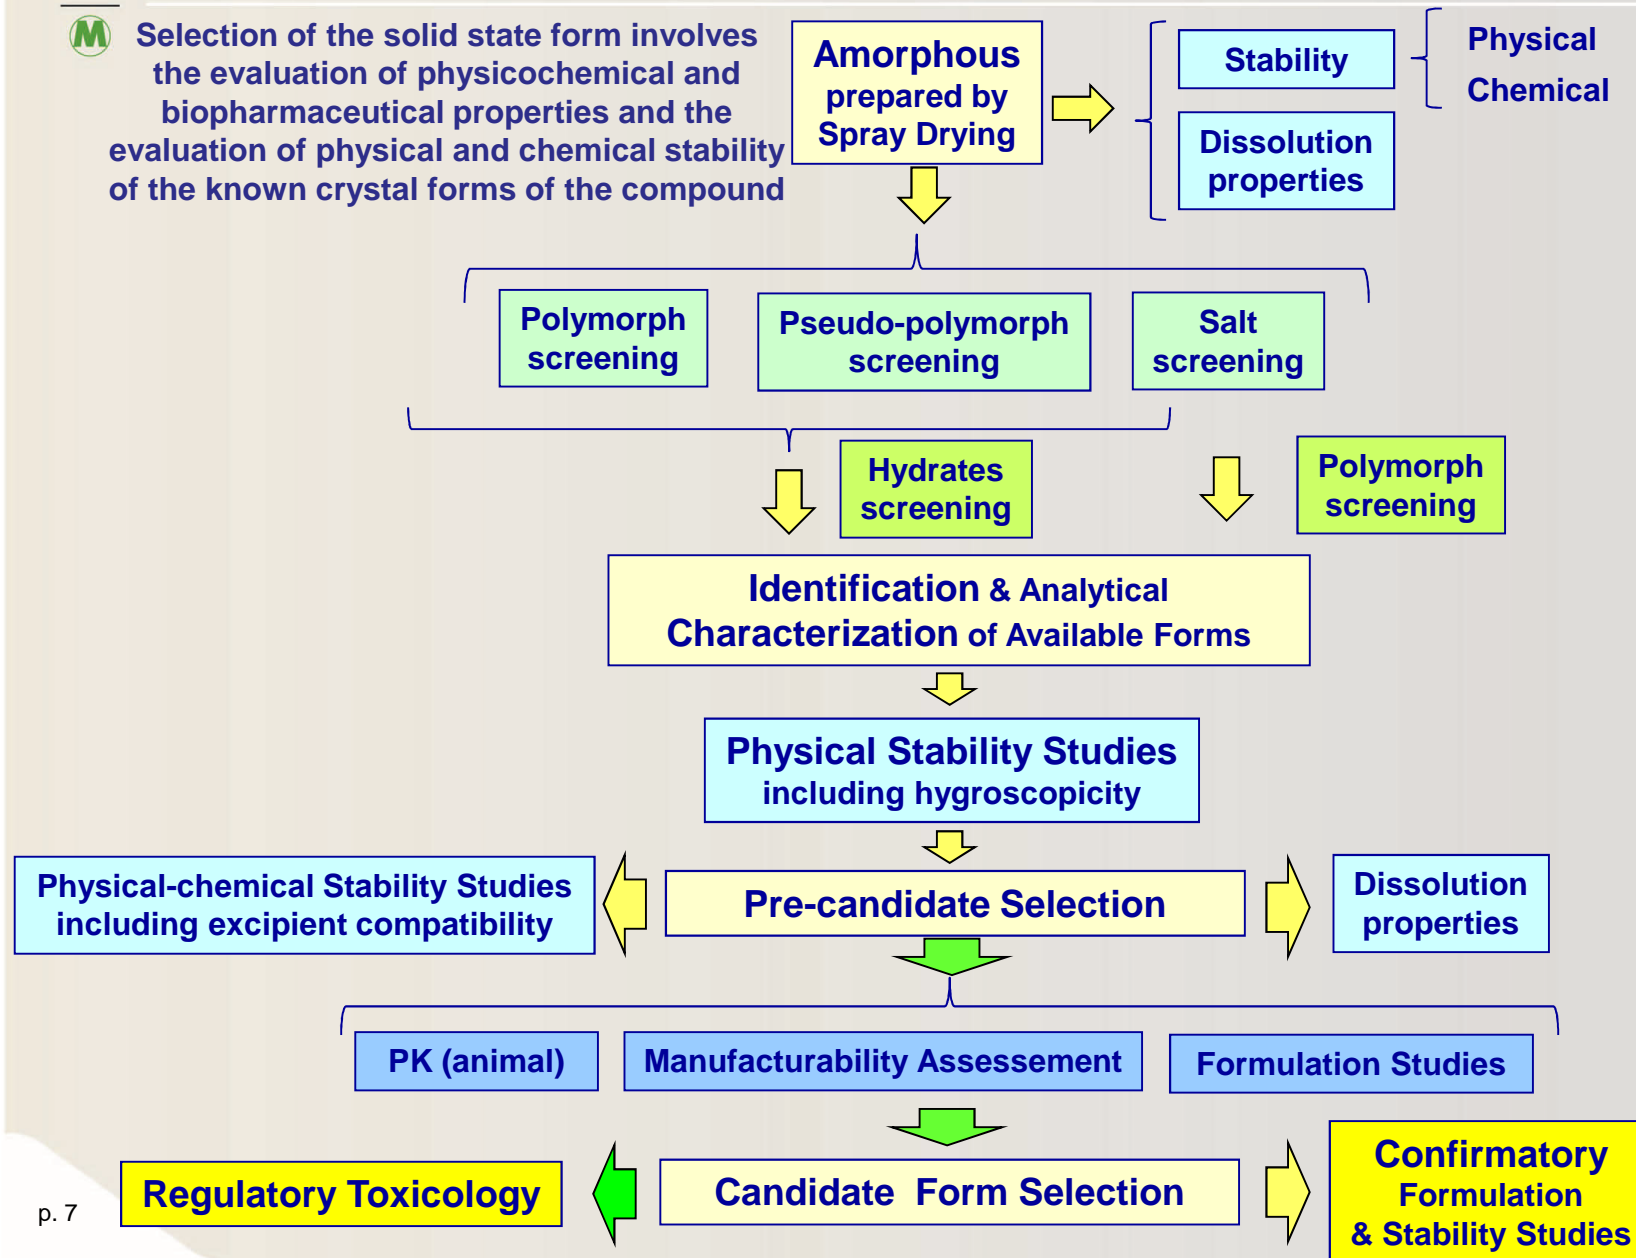 M
Selection of the solid state form involves
the evaluation of physicochemical and
biopharmaceutical properties and the
evaluation of physical and chemical stability
of the known crystal forms of the compound
Amorphous
prepared by
Spray Drying
Stability
Physical
Chemical
Dissolution
properties
Polymorph
screening
Pseudo-polymorph
screening
Salt
screening
Hydrates
screening
Polymorph
screening
Identification & Analytical
Characterization of Available Forms
Physical Stability Studies
including hygroscopicity
Physical-chemical Stability Studies
including excipient compatibility
Pre-candidate Selection
Dissolution
properties
PK (animal)
Manufacturability Assessement
Formulation Studies
Regulatory Toxicology
Candidate Form Selection
Confirmatory
Formulation
& Stability Studies
p. 7